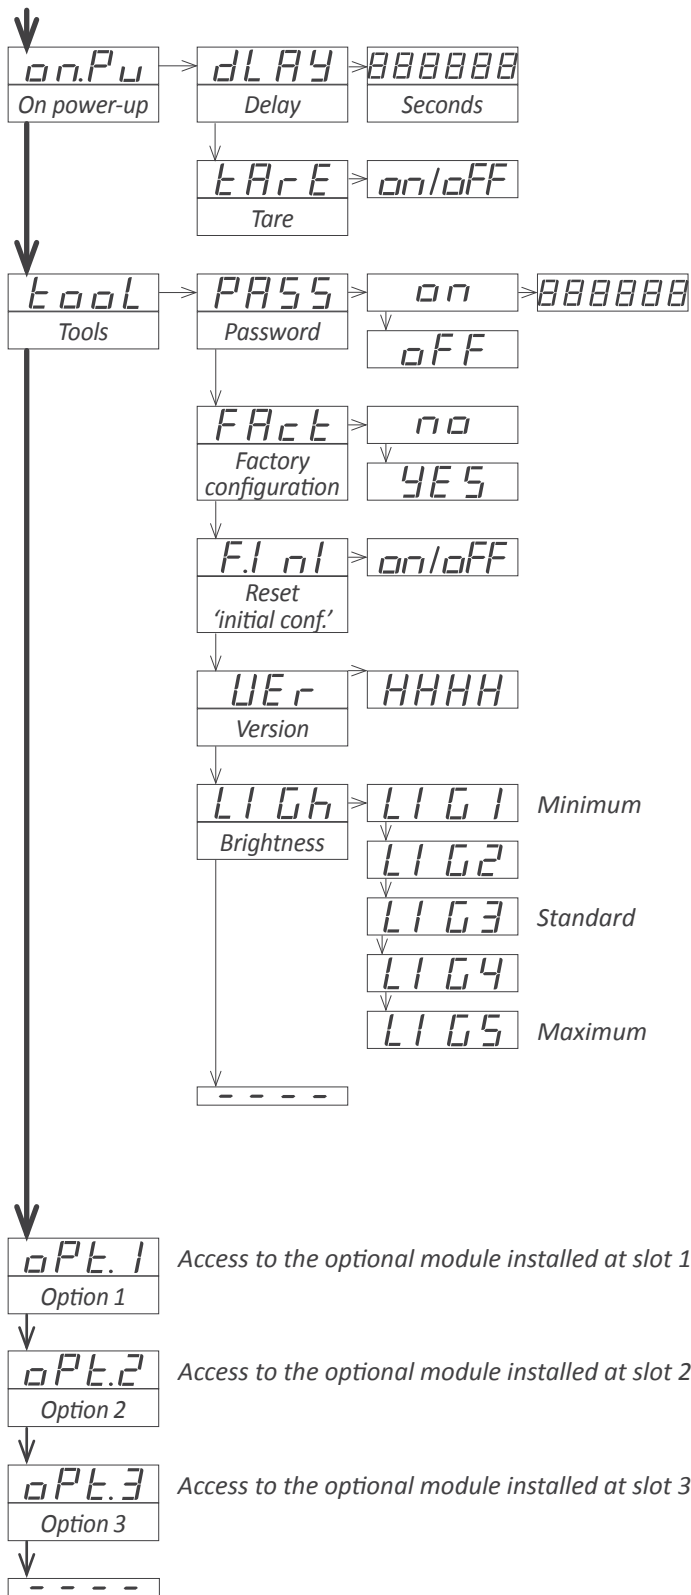 on.Pu dLAY 888888
On power-up Delay Seconds
tArE on/oFF
Tare
tooL PASS on 888888
Tools Password
oFF
FAct no
Factory
configuration
YES
F.InI on/oFF
Reset
‘initial conf.’
VEr HHHH
Version
LIGh LIG1 Minimum
Brightness
LIG2
LIG3 Standard
LIG4
LIG5 Maximum
- - - -
oPt.1 Access to the optional module installed at slot 1
Option 1
oPt.2 Access to the optional module installed at slot 2
Option 2
oPt.3 Access to the optional module installed at slot 3
Option 3
- - - -